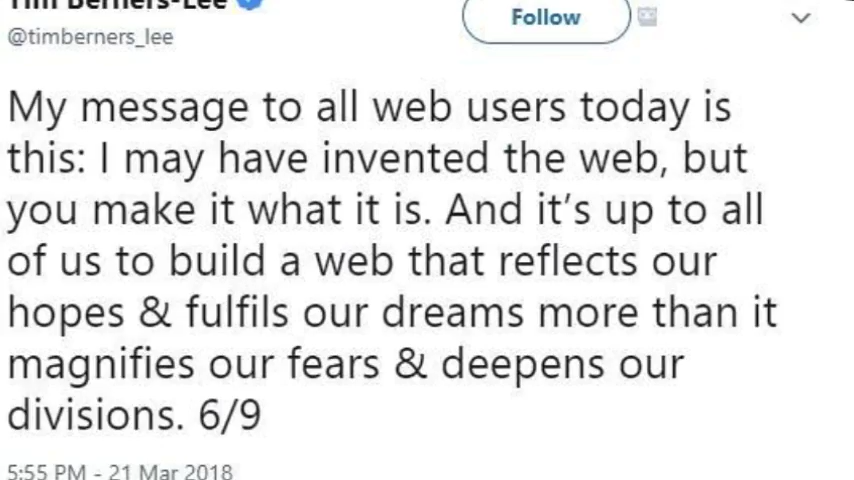 Tim Berners-Lee
Follow
@timberners_lee
My message to all web users today is
this: I may have invented the web, but
you make it what it is. And it's up to all
of us to build a web that reflects our
hopes & fulfils our dreams more than it
magnifies our fears & deepens our
divisions. 6/9
5:55 PM - 21 Mar 2018